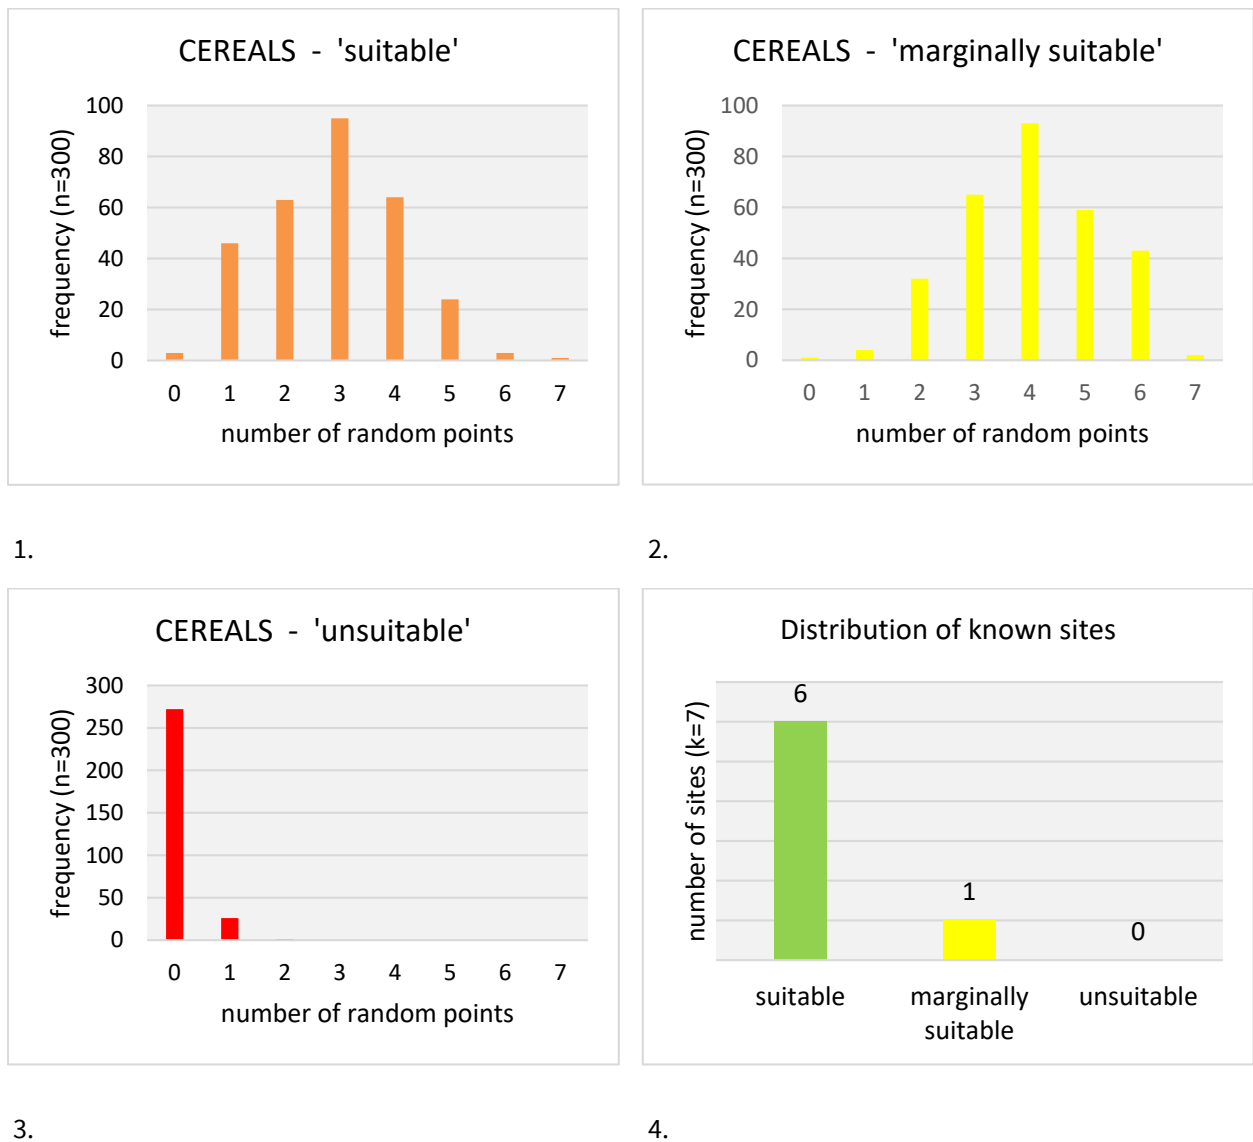 CEREALS - 'suitable'
frequency (n=300)
100
80
60
40
20
0
0 1 2 3 4 5 6 7
number of random points
1.
CEREALS - 'marginally suitable'
frequency (n=300)
100
80
60
40
20
0
0 1 2 3 4 5 6 7
number of random points
2.
CEREALS - 'unsuitable'
frequency (n=300)
300
250
200
150
100
50
0
0 1 2 3 4 5 6 7
number of random points
3.
Distribution of known sites
number of sites (k=7)
6
1
0
suitable
marginally
suitable
unsuitable
4.